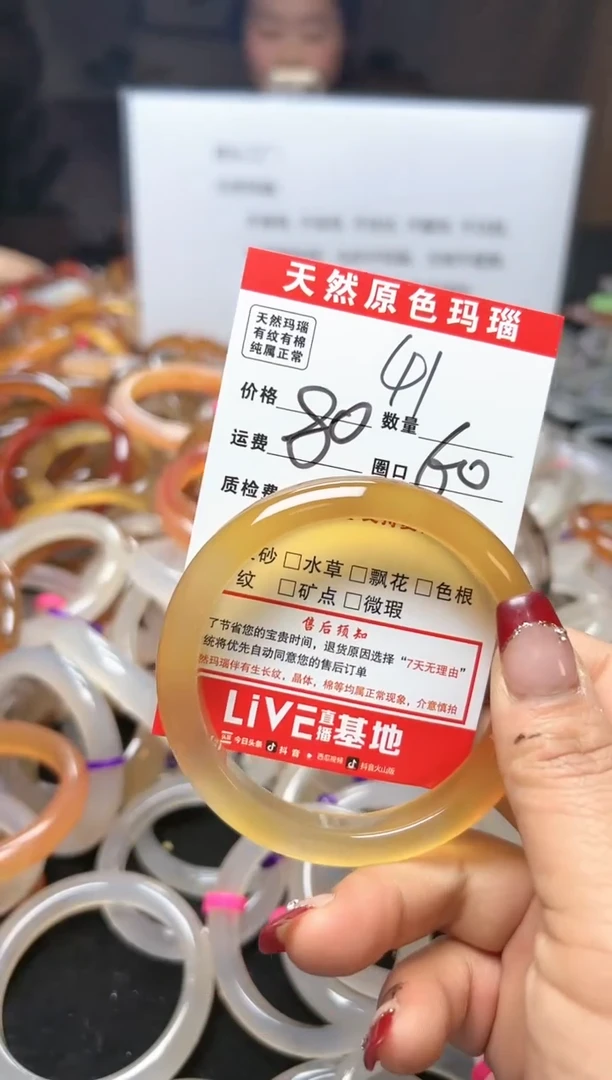 天然原色玛瑙
天然玛瑙
有纹有棉
纯属正常
41
价格 80 数量
运费 圈口 60
质检费
砂 □水草 □飘花 □色根
纹 □矿点 □微瑕
售后须知
了节省您的宝贵时间，退货原因选择“7天无理由”
统将优先自动同意您的售后订单
然玛瑙伴有生长纹，晶体，棉等均属正常现象，介意慎拍
LiVE直播基地
今日头条 抖音 西瓜视频 抖音火山版